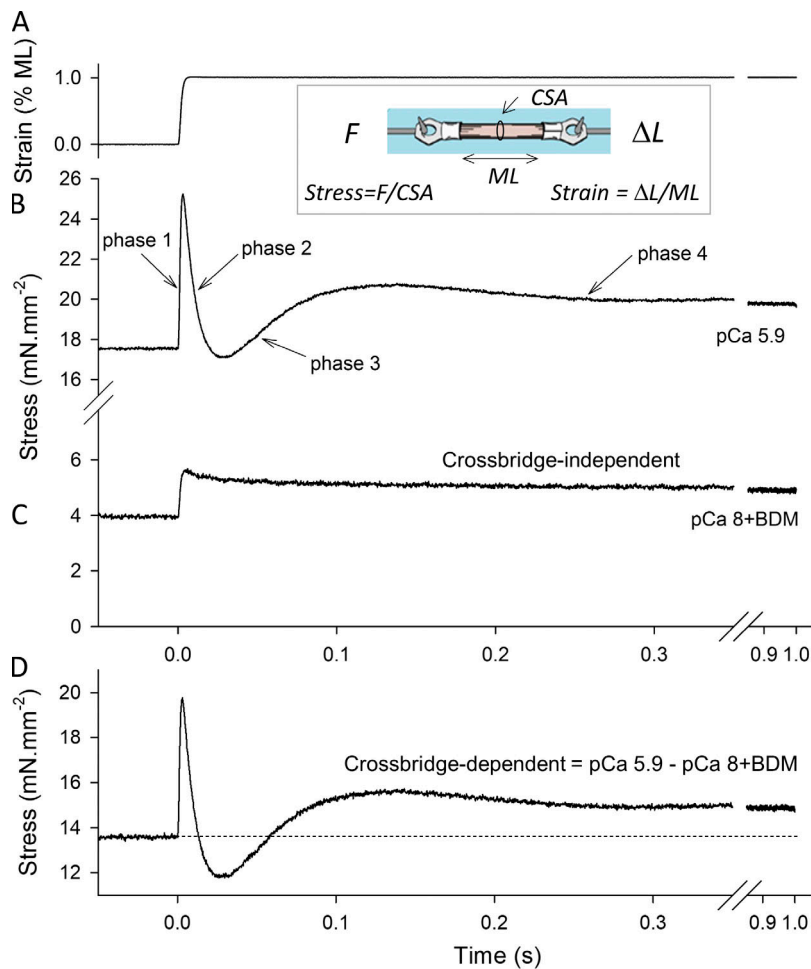 A
Strain (% ML)
1.0
0.0
CSA
F
ΔL
ML
Stress=F/CSA
Strain = ΔL/ML
B
Stress (mN.mm-2)
26
24
22
20
18
16
phase 1
phase 2
phase 3
phase 4
pCa 5.9
6
4
2
0
Crossbridge-independent
C
pCa 8+BDM
0.0 0.1 0.2 0.3 0.9 1.0
D
Stress (mN.mm-2)
20
18
16
14
12
Crossbridge-dependent = pCa 5.9 - pCa 8+BDM
0.0 0.1 0.2 0.3 0.9 1.0
Time (s)